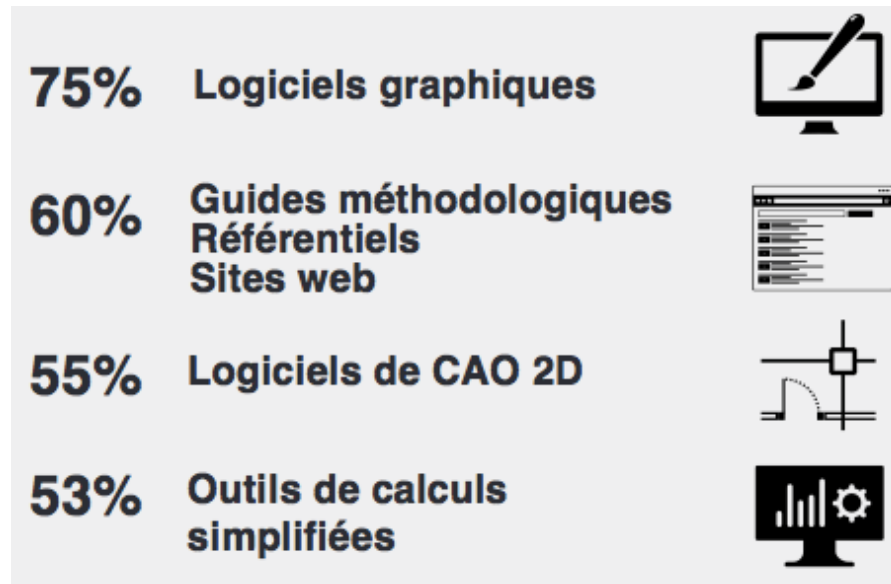 75% Logiciels graphiques
60% Guides méthodologiques
Référentiels
Sites web
55% Logiciels de CAO 2D
53% Outils de calculs
simplifiées